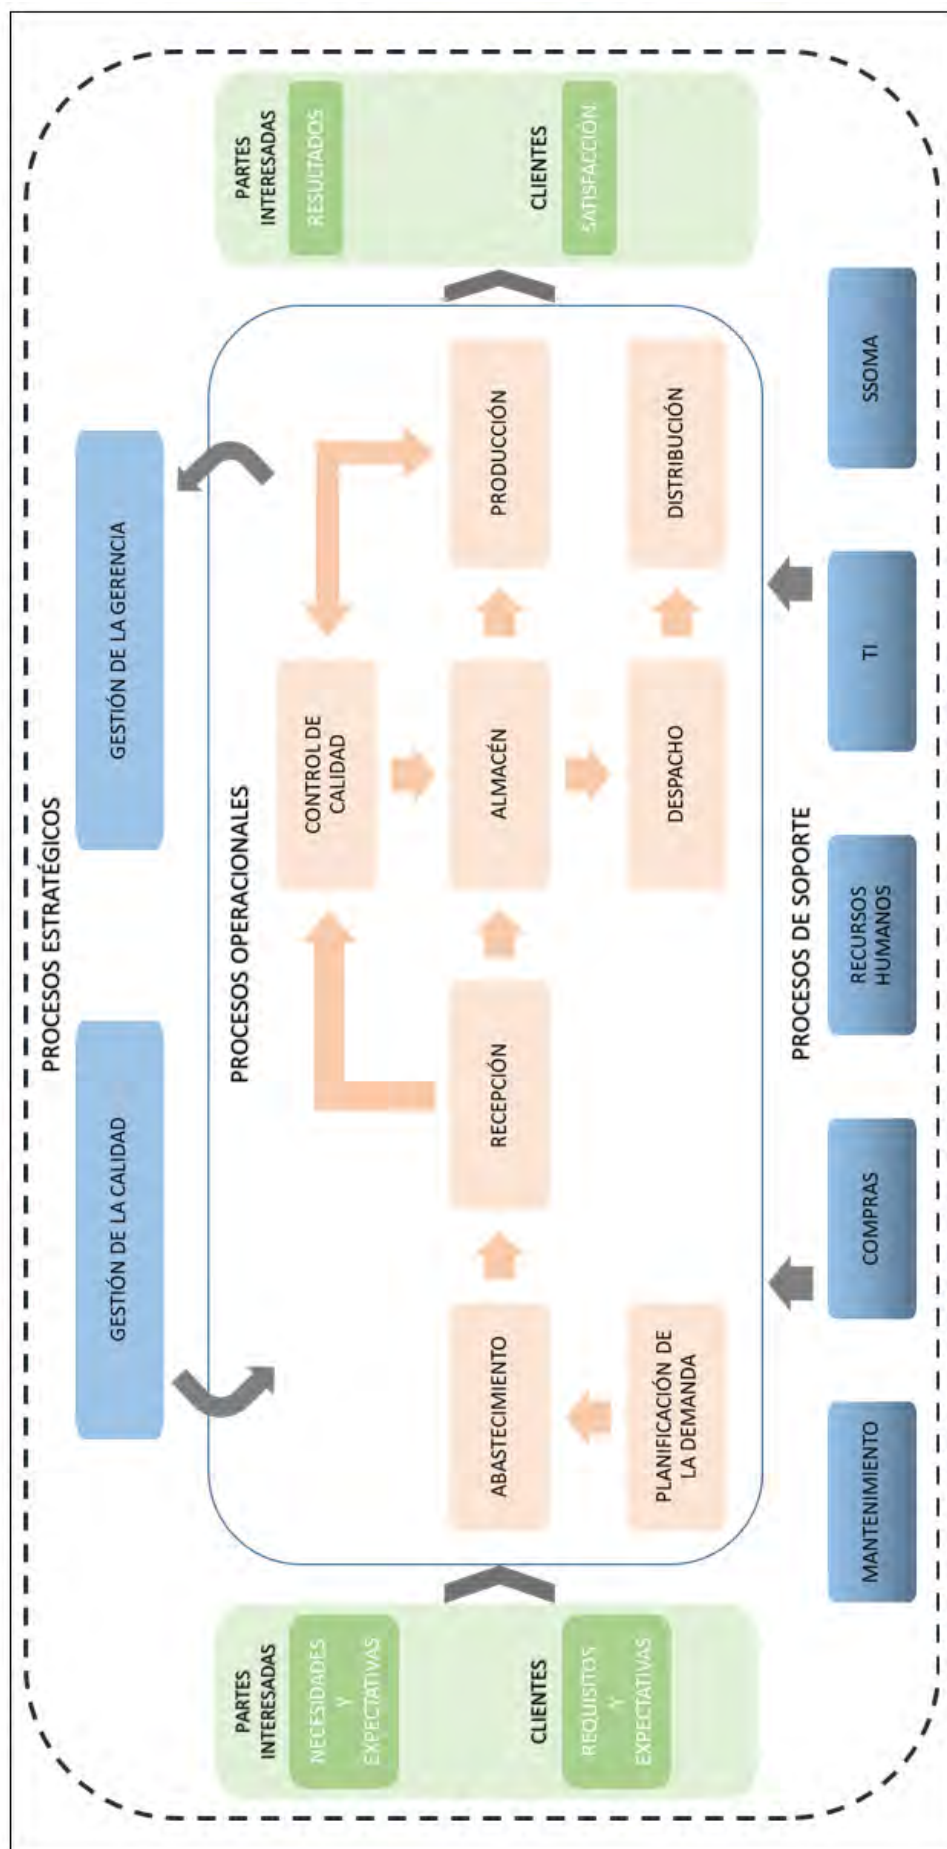 PROCESOS ESTRATÉGICOS
GESTIÓN DE LA CALIDAD
GESTIÓN DE LA GERENCIA
PARTES
INTERESADAS
NECESIDADES
Y
EXPECTATIVAS
CLIENTES
REQUISITOS
Y
EXPECTATIVAS
PROCESOS OPERACIONALES
CONTROL DE
CALIDAD
ABASTECIMIENTO
RECEPCIÓN
ALMACÉN
PRODUCCIÓN
PLANIFICACIÓN DE
LA DEMANDA
DESPACHO
DISTRIBUCIÓN
PARTES
INTERESADAS
RESULTADOS
CLIENTES
SATISFACCIÓN
PROCESOS DE SOPORTE
MANTENIMIENTO
COMPRAS
RECURSOS
HUMANOS
TI
SSOMA